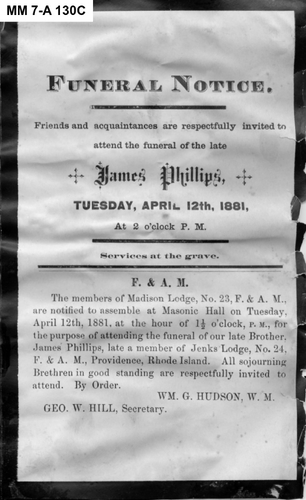 MM 7-A 130C
FUNERAL NOTICE.
Friends and acquaintances are respectfully invited to
attend the funeral of the late
James Phillips,
TUESDAY, APRIL 12th, 1881,
At 2 o'clock P. M.
Services at the grave.
F. & A. M.
The members of Madison Lodge, No. 23, F. & A. M.,
are notified to assemble at Masonic Hall on Tuesday,
April 12th, 1881, at the hour of 1½ o'clock, P. M., for
the purpose of attending the funeral of our late Brother,
James Phillips, late a member of Jenks Lodge, No. 24,
F. & A. M., Providence, Rhode Island. All sojourning
Brethren in good standing are respectfully invited to
attend. By Order.
WM. G. HUDSON, W. M.
GEO. W. HILL, Secretary.